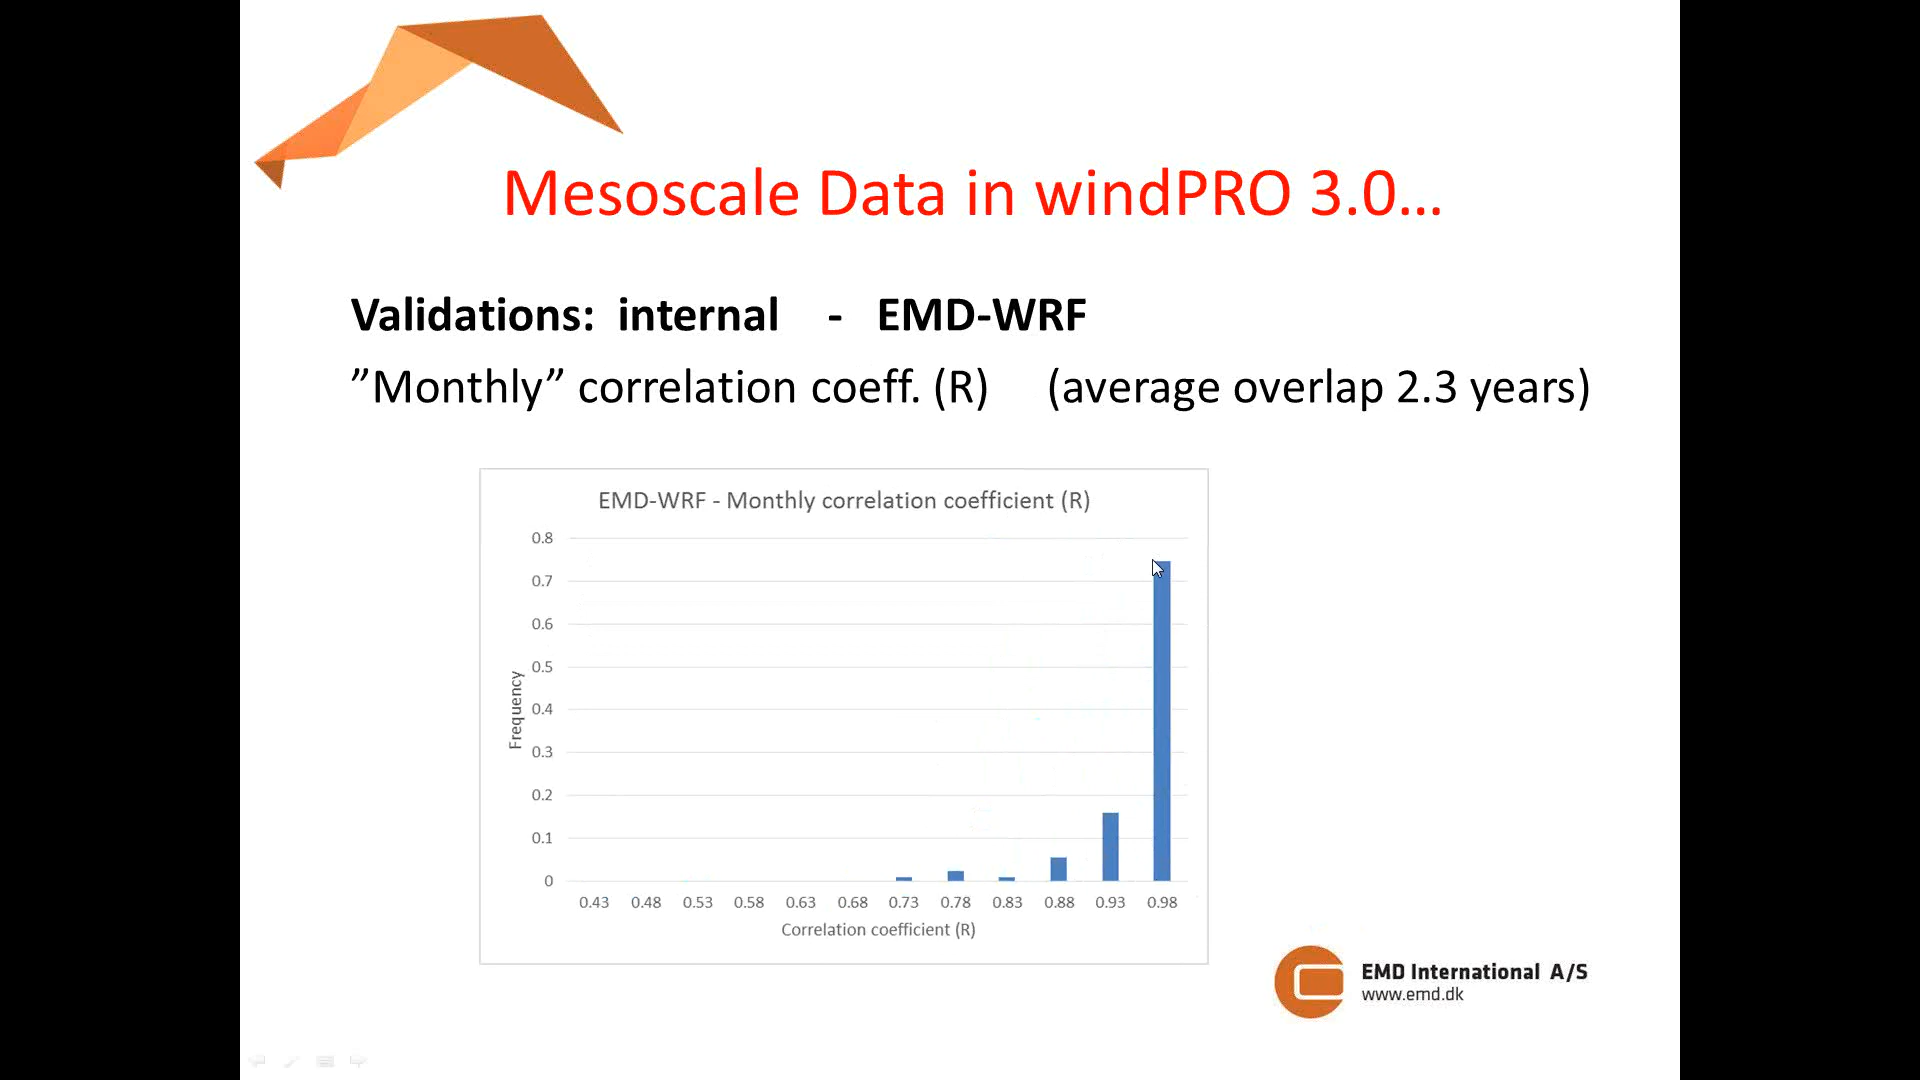 Mesoscale Data in windPRO 3.0...
Validations: internal - EMD-WRF
”Monthly” correlation coeff. (R) (average overlap 2.3 years)
EMD-WRF - Monthly correlation coefficient (R)
0.8
0.7
0.6
0.5
0.4
0.3
0.2
0.1
0
Frequency
0.43 0.48 0.53 0.58 0.63 0.68 0.73 0.78 0.83 0.88 0.93 0.98
Correlation coefficient (R)
EMD International A/S
www.emd.dk